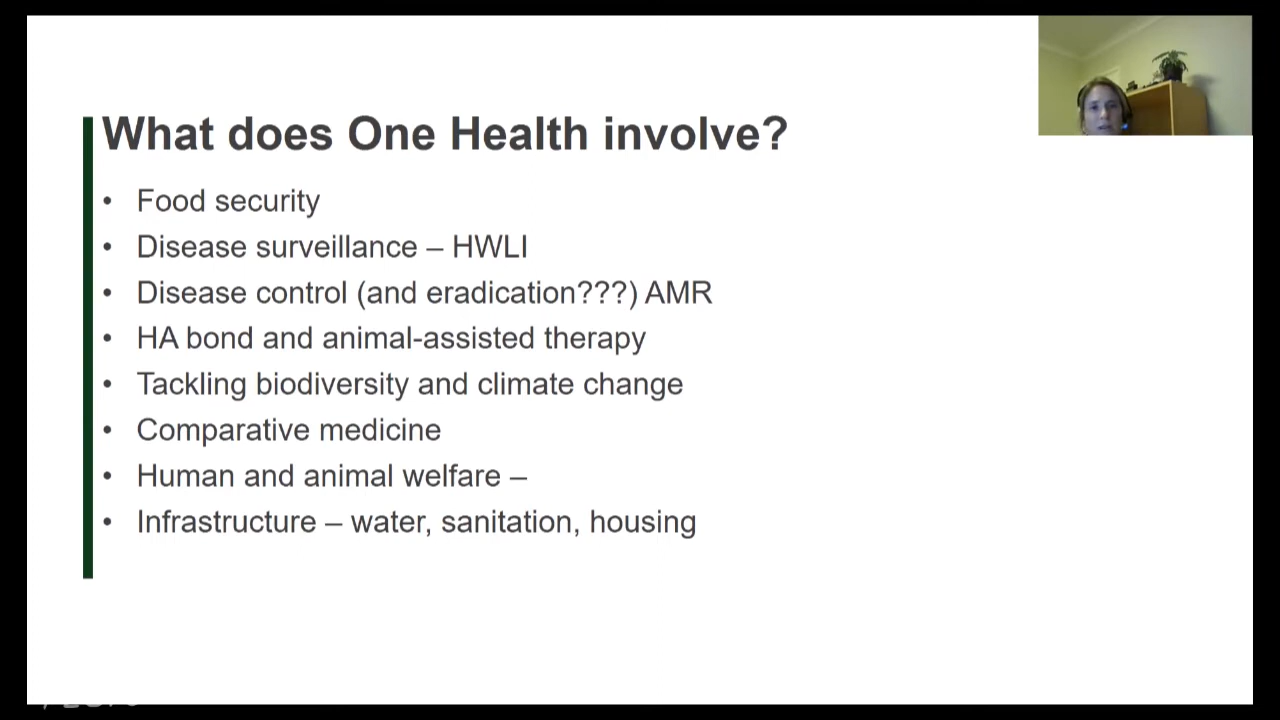 What does One Health involve?
• Food security
• Disease surveillance – HWLI
• Disease control (and eradication???) AMR
• HA bond and animal-assisted therapy
• Tackling biodiversity and climate change
• Comparative medicine
• Human and animal welfare –
• Infrastructure – water, sanitation, housing